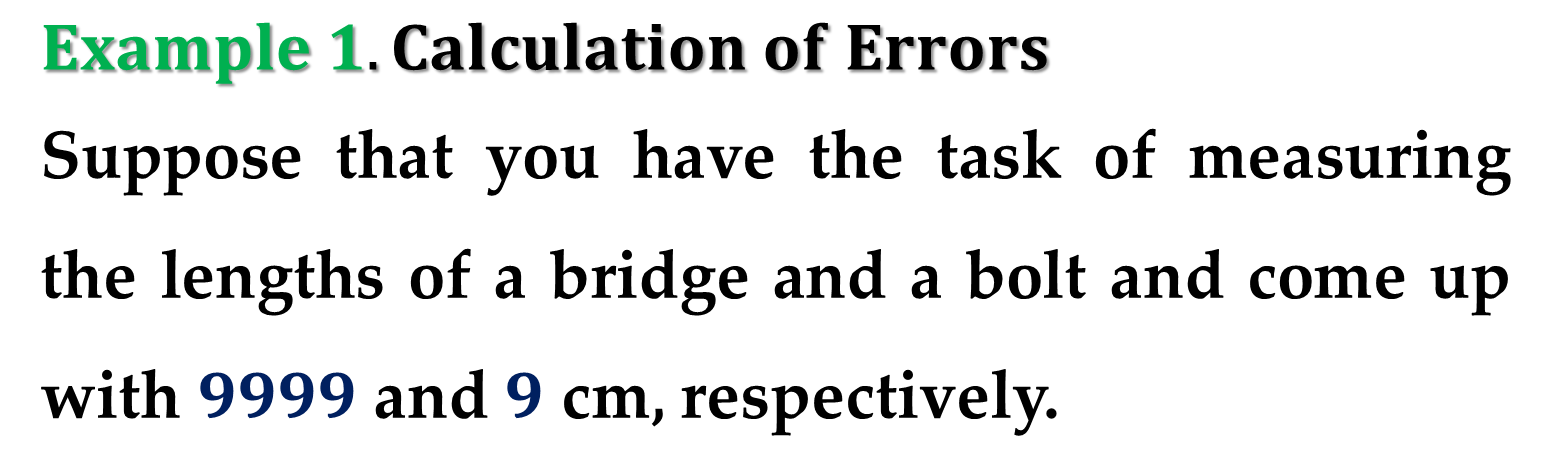 Example 1. Calculation of Errors
Suppose that you have the task of measuring
the lengths of a bridge and a bolt and come up
with 9999 and 9 cm, respectively.